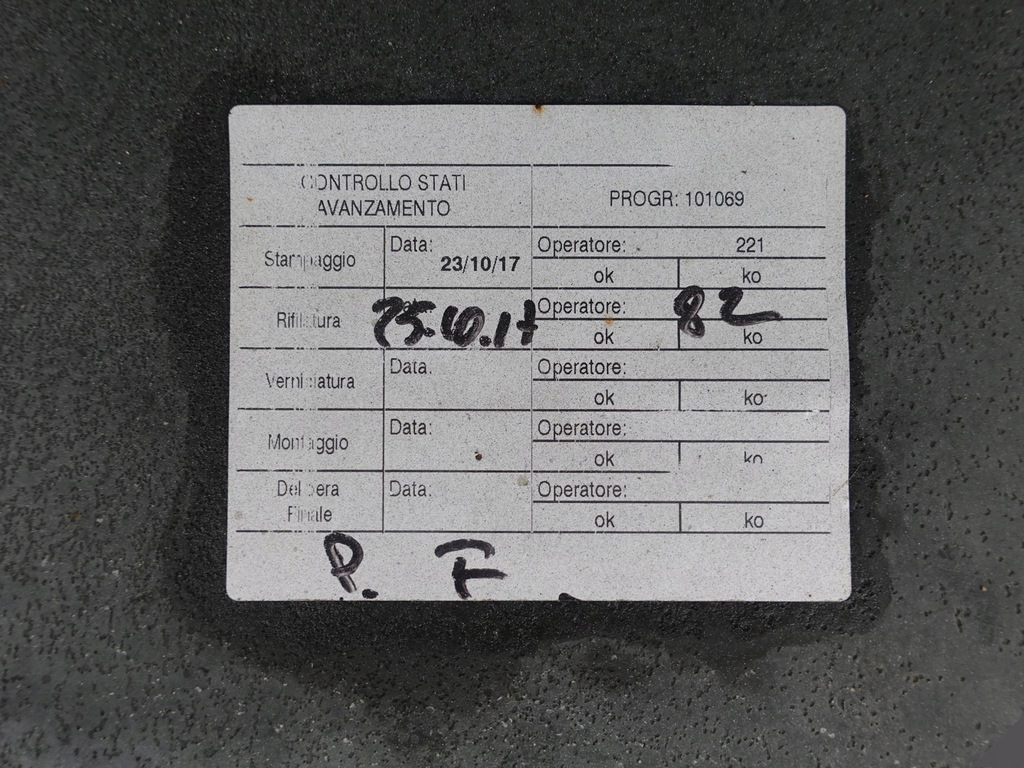 CONTROLLO STATI AVANZAMENTO PROGR: 101069
Stampaggio Data: 23/10/17 Operatore: 221
ok ko
Rifilatura 25.10.17 Operatore: 82
ok ko
Verniciatura Data: Operatore:
ok ko
Montaggio Data: Operatore:
ok ko
Delibera Finale Data: Operatore:
ok ko
P. F